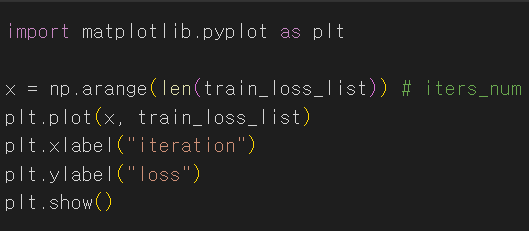 import matplotlib.pyplot as plt
x = np.arange(len(train_loss_list)) # iters_num
plt.plot(x, train_loss_list)
plt.xlabel("iteration")
plt.ylabel("loss")
plt.show()